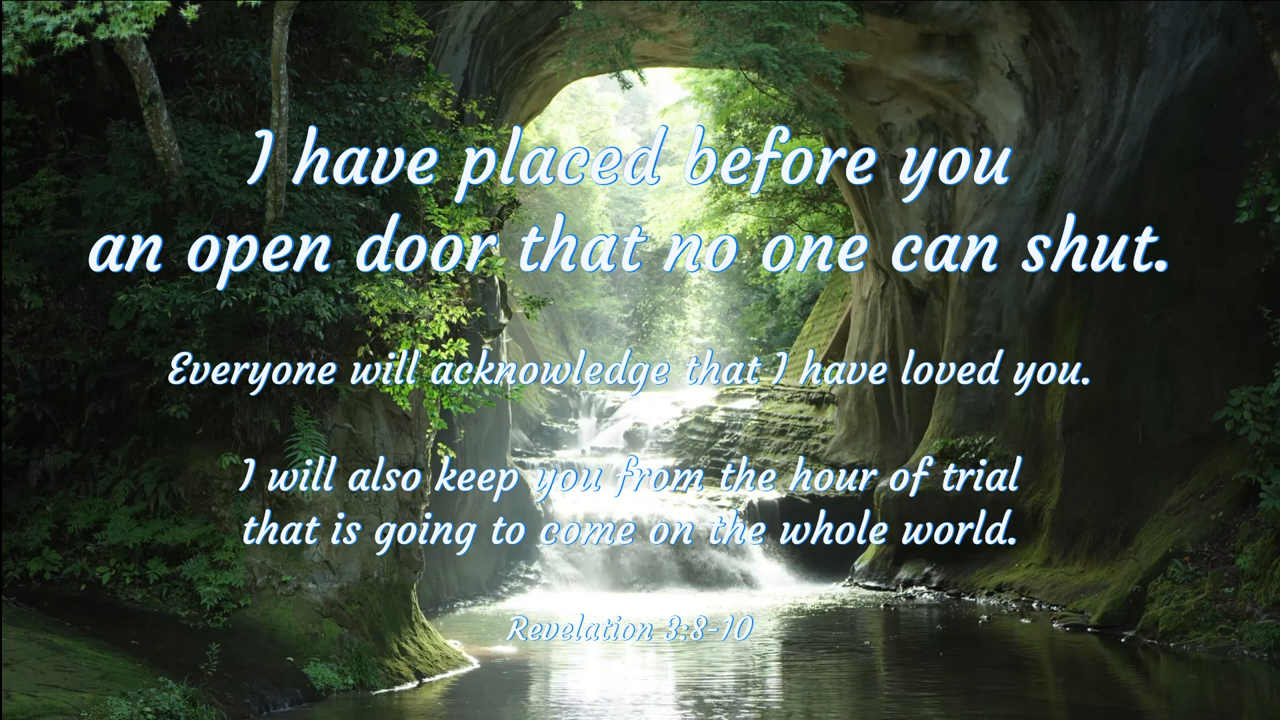 I have placed before you
an open door that no one can shut.
Everyone will acknowledge that I have loved you.
I will also keep you from the hour of trial
that is going to come on the whole world.
Revelation 3:8-10